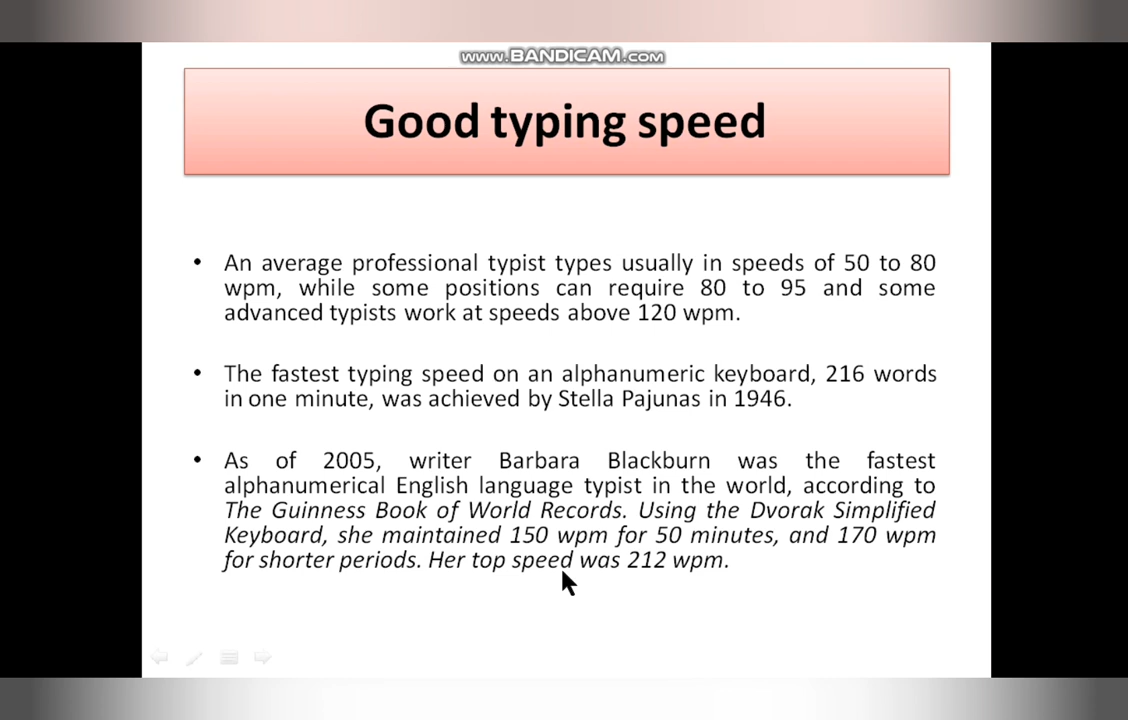 www.BANDICAM.com
Good typing speed
• An average professional typist types usually in speeds of 50 to 80
wpm, while some positions can require 80 to 95 and some
advanced typists work at speeds above 120 wpm.
• The fastest typing speed on an alphanumeric keyboard, 216 words
in one minute, was achieved by Stella Pajunas in 1946.
• As of 2005, writer Barbara Blackburn was the fastest
alphanumerical English language typist in the world, according to
The Guinness Book of World Records. Using the Dvorak Simplified
Keyboard, she maintained 150 wpm for 50 minutes, and 170 wpm
for shorter periods. Her top speed was 212 wpm.